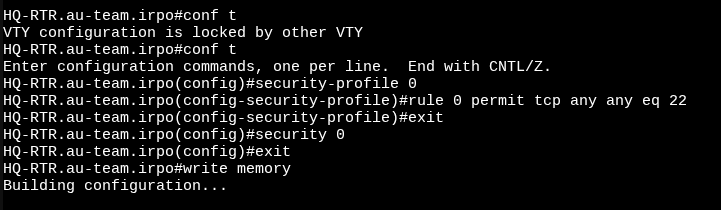 HQ-RTR.au-team.irpo#conf t
VTY configuration is locked by other VTY
HQ-RTR.au-team.irpo#conf t
Enter configuration commands, one per line.  End with CNTL/Z.
HQ-RTR.au-team.irpo(config)#security-profile 0
HQ-RTR.au-team.irpo(config-security-profile)#rule 0 permit tcp any any eq 22
HQ-RTR.au-team.irpo(config-security-profile)#exit
HQ-RTR.au-team.irpo(config)#security 0
HQ-RTR.au-team.irpo(config)#exit
HQ-RTR.au-team.irpo#write memory
Building configuration...